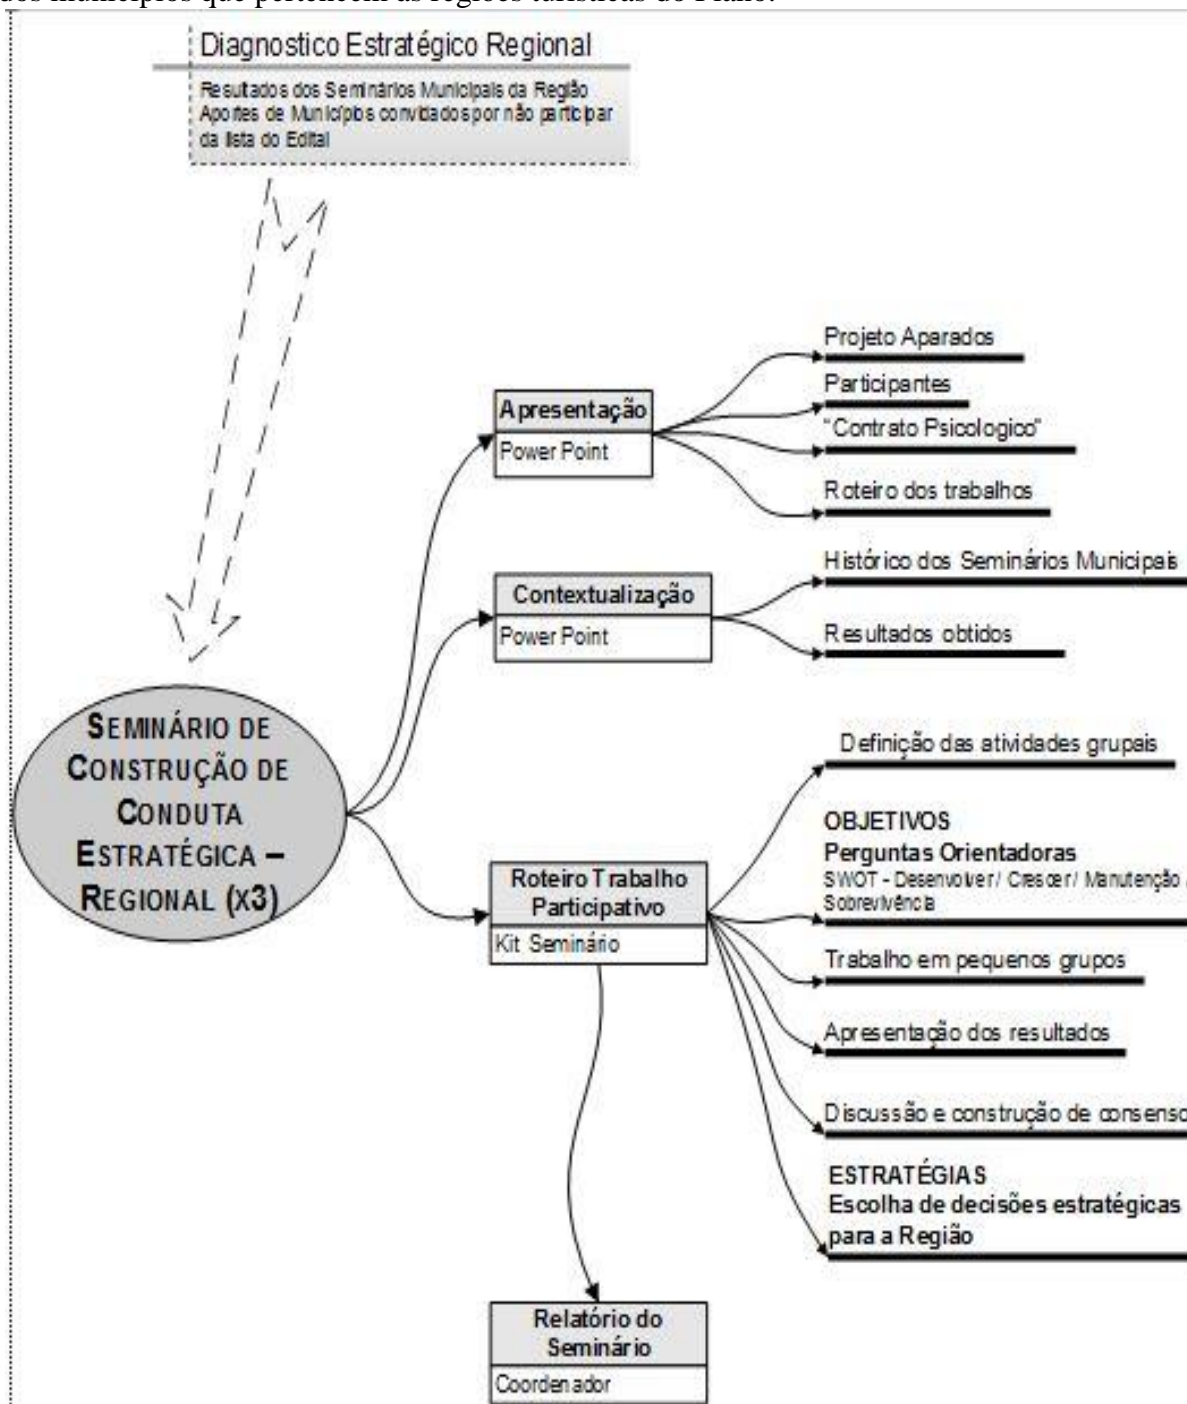 dos municípios que pertencem às regiões turísticas do Plano.
Diagnostico Estratégico Regional
Resultados dos Seminários Municipais da Região
Aportes de Municípios convidados por não participar
da lista do Edital
Projeto Aparados
Participantes
"Contrato Psicologico"
Roteiro dos trabalhos
Apresentação
Power Point
Histórico dos Seminários Municipais
Resultados obtidos
Contextualização
Power Point
SEMINÁRIO DE
CONSTRUÇÃO DE
CONDUTA
ESTRATÉGICA –
REGIONAL (X3)
Definição das atividades grupais
OBJETIVOS
Perguntas Orientadoras
SWOT - Desenvolver / Crescer / Manutenção /
Sobrevivência
Roteiro Trabalho
Participativo
Kit Seminário
Trabalho em pequenos grupos
Apresentação dos resultados
Discussão e construção de consenso
ESTRATÉGIAS
Escolha de decisões estratégicas
para a Região
Relatório do
Seminário
Coordenador